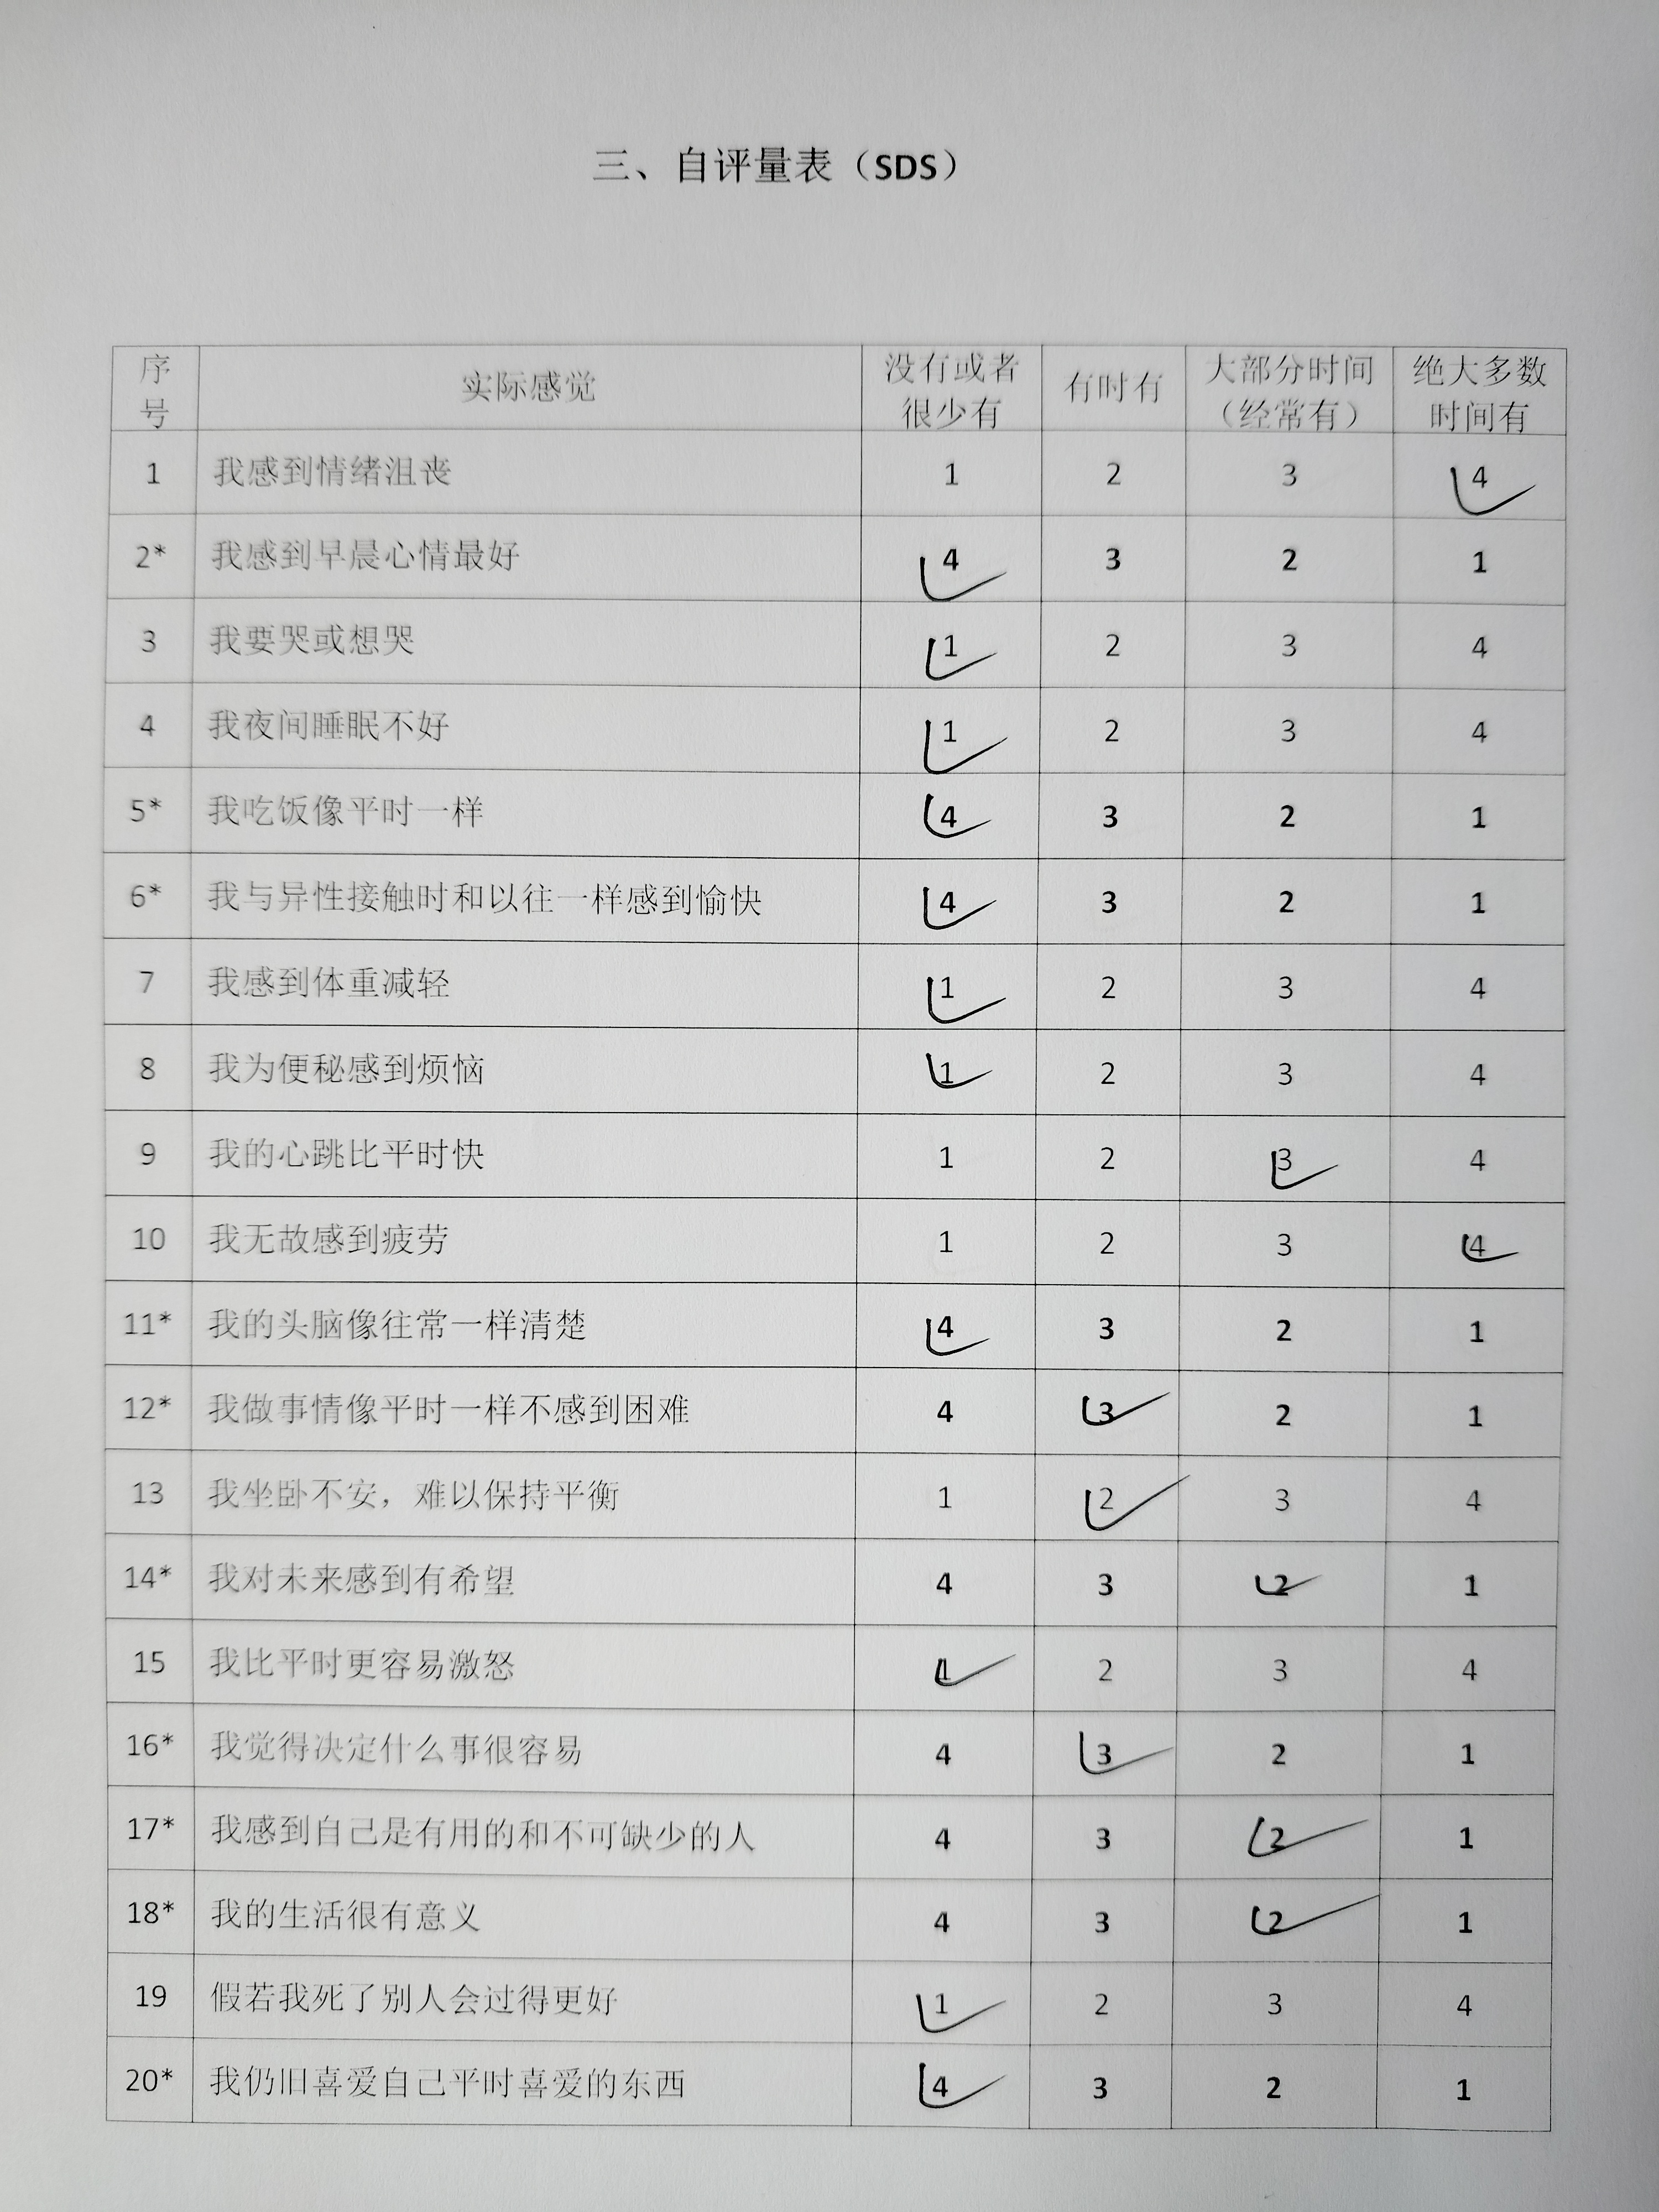 三、自评量表（SDS）
序号 实际感觉 没有或者很少有 有时有 大部分时间（经常有） 绝大多数时间有
1 我感到情绪沮丧 1 2 3 4
2* 我感到早晨心情最好 4 3 2 1
3 我要哭或想哭 1 2 3 4
4 我夜间睡眠不好 1 2 3 4
5* 我吃饭像平时一样 4 3 2 1
6* 我与异性接触时和以往一样感到愉快 4 3 2 1
7 我感到体重减轻 1 2 3 4
8 我为便秘感到烦恼 1 2 3 4
9 我的心跳比平时快 1 2 3 4
10 我无故感到疲劳 1 2 3 4
11* 我的头脑像往常一样清楚 4 3 2 1
12* 我做事情像平时一样不感到困难 4 3 2 1
13 我坐卧不安，难以保持平衡 1 2 3 4
14* 我对未来感到有希望 4 3 2 1
15 我比平时更容易激怒 1 2 3 4
16* 我觉得决定什么事很容易 4 3 2 1
17* 我感到自己是有用的和不可缺少的人 4 3 2 1
18* 我的生活很有意义 4 3 2 1
19 假若我死了别人会过得更好 1 2 3 4
20* 我仍旧喜爱自己平时喜爱的东西 4 3 2 1